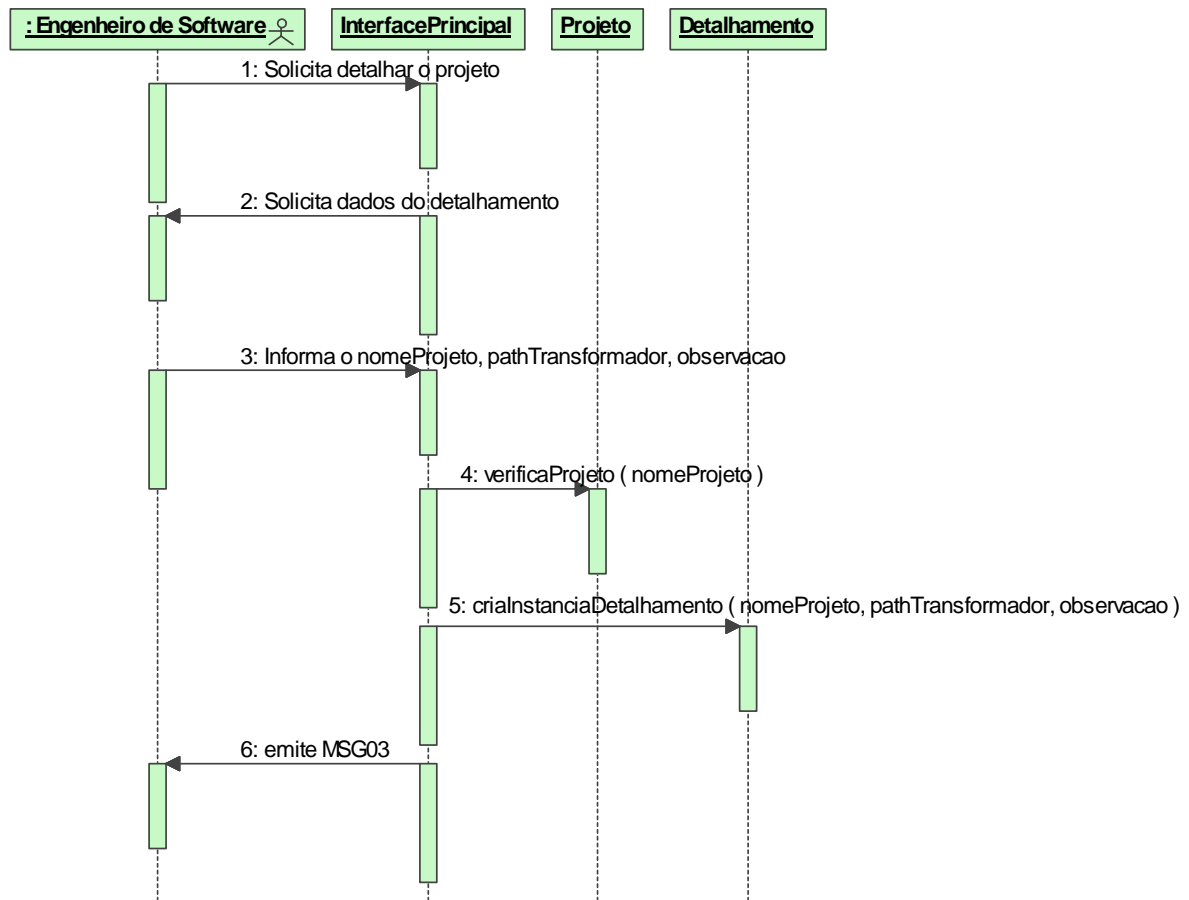 : Engenheiro de Software
InterfacePrincipal
Projeto
Detalhamento
1: Solicita detalhar o projeto
2: Solicita dados do detalhamento
3: Informa o nomeProjeto, pathTransformador, observacao
4: verificaProjeto ( nomeProjeto )
5: criaInstanciaDetalhamento ( nomeProjeto, pathTransformador, observacao )
6: emite MSG03